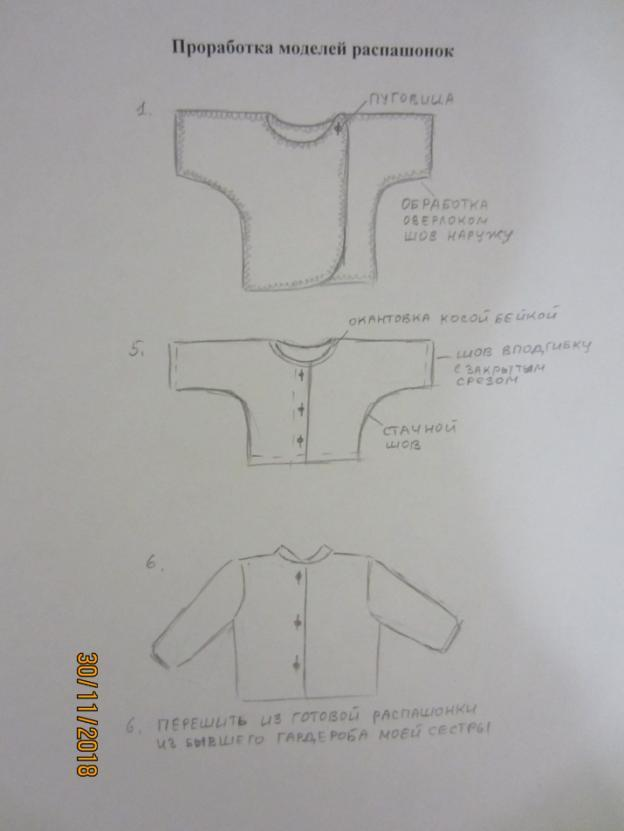 Проработка моделей распашонок
1.
ПУГОВИЦА
ОБРАБОТКА
ОВЕРЛОКОМ
ШОВ НАРУЖУ
5.
ОКАНТОВКА КОСОЙ БЕЙКОЙ
ШОВ ВПОДГИБКУ
С ЗАКРЫТЫМ
СРЕЗОМ
СТАЧНОЙ
ШОВ
6.
6. ПЕРЕШИТЬ ИЗ ГОТОВОЙ РАСПАШОНКИ
ИЗ БЫВШЕГО ГАРДЕРОБА МОЕЙ СЕСТРЫ
30/11/2018